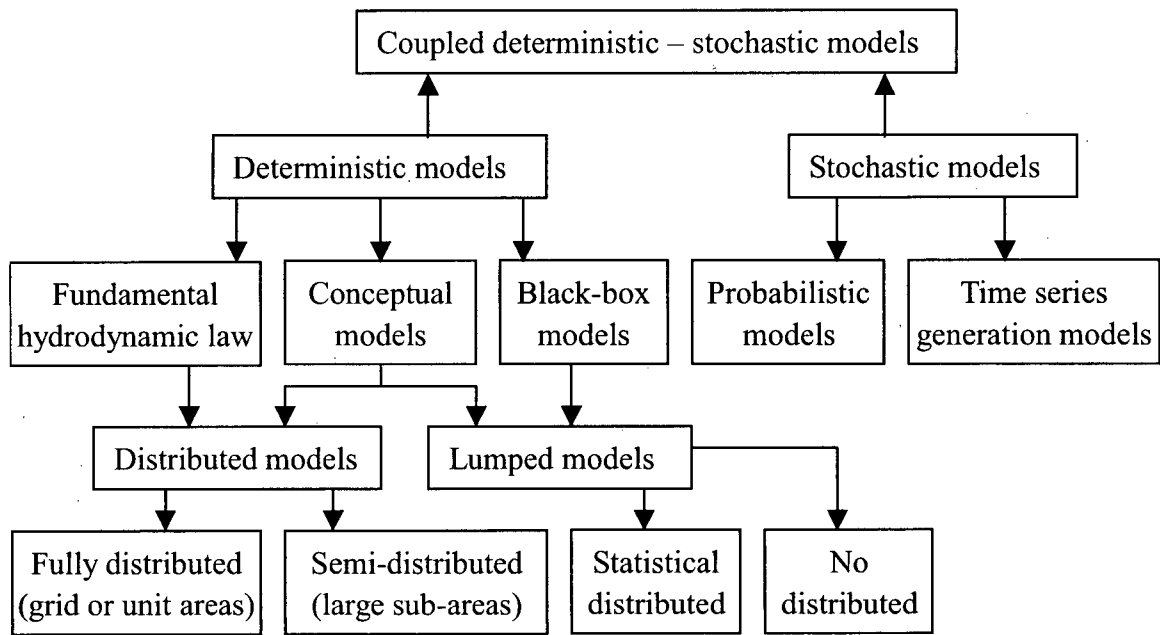 Coupled deterministic – stochastic models
Deterministic models
Stochastic models
Fundamental
hydrodynamic law
Conceptual
models
Black-box
models
Probabilistic
models
Time series
generation models
Distributed models
Lumped models
Fully distributed
(grid or unit areas)
Semi-distributed
(large sub-areas)
Statistical
distributed
No
distributed